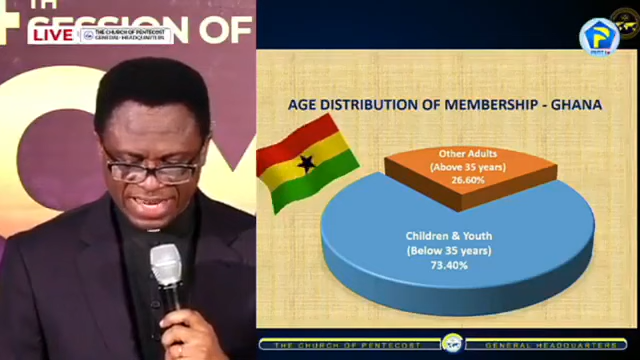 TH
SESSION OF
LIVE
THE CHURCH OF PENTECOST
GENERAL HEADQUARTERS
AGE DISTRIBUTION OF MEMBERSHIP - GHANA
Other Adults
(Above 35 years)
26.60%
Children & Youth
(Below 35 years)
73.40%
THE CHURCH OF PENTECOST
GENERAL HEADQUARTERS